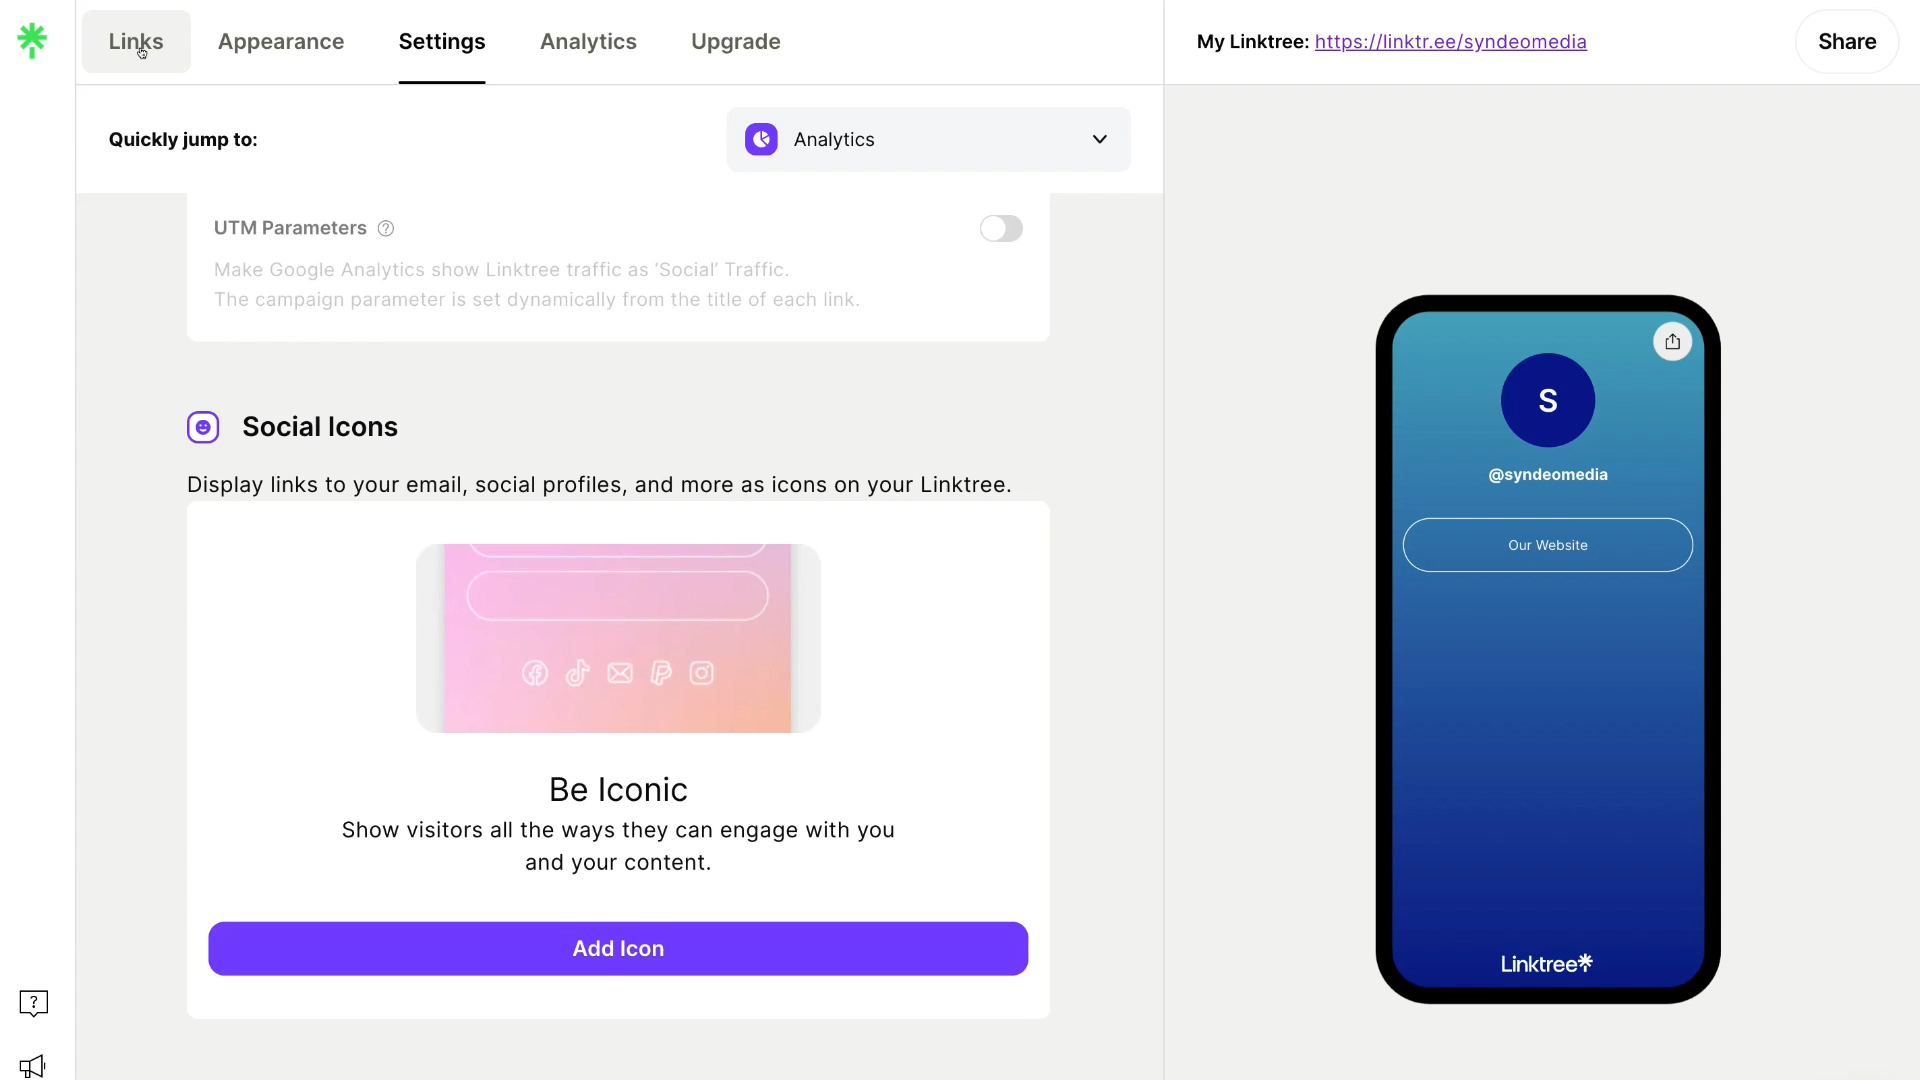 Links
Appearance
Settings
Analytics
Upgrade
My Linktree: https://linktr.ee/syndeomedia
Share
Quickly jump to:
Analytics
UTM Parameters ?
Make Google Analytics show Linktree traffic as ‘Social’ Traffic.
The campaign parameter is set dynamically from the title of each link.
Social Icons
Display links to your email, social profiles, and more as icons on your Linktree.
Be Iconic
Show visitors all the ways they can engage with you
and your content.
Add Icon
S
@syndeomedia
Our Website
Linktree
?